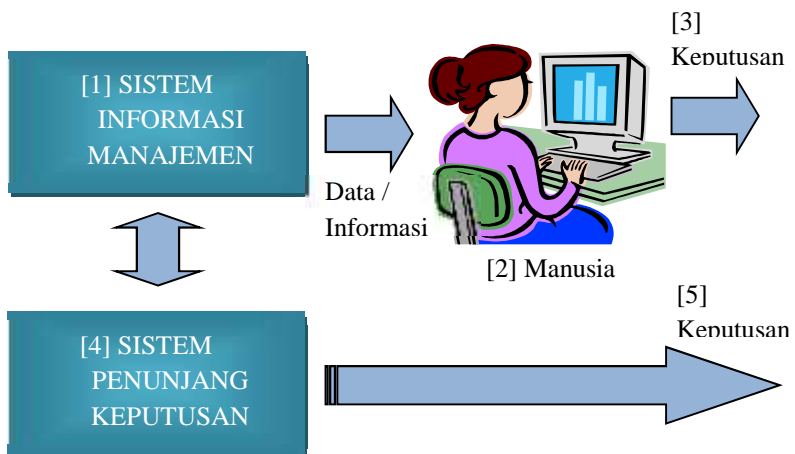 [1] SISTEM
INFORMASI
MANAJEMEN
Data /
Informasi
[2] Manusia
[3]
Keputusan
[4] SISTEM
PENUNJANG
KEPUTUSAN
[5]
Keputusan